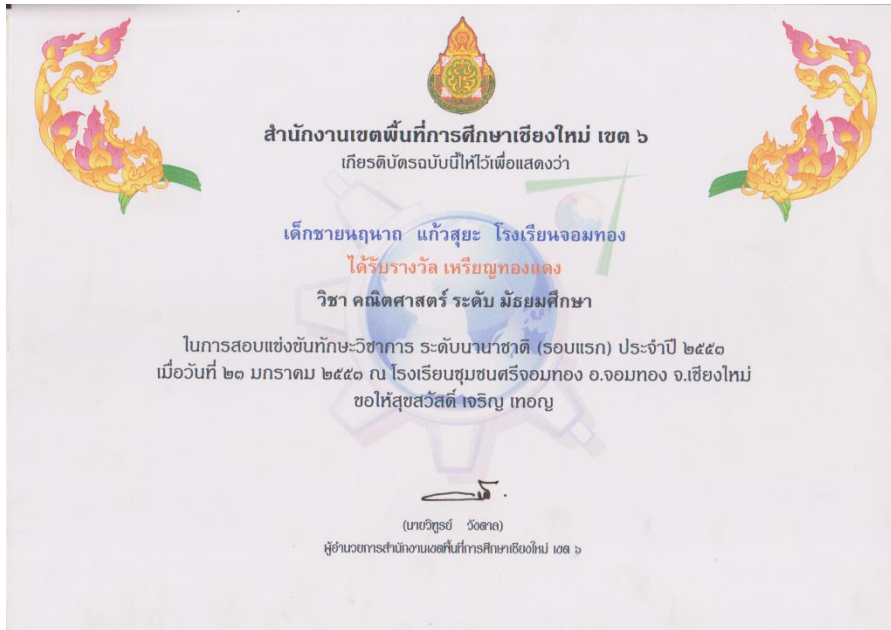 สำนักงานเขตพื้นที่การศึกษาเชียงใหม่ เขต ๖
เกียรติบัตรฉบับนี้ให้ไว้เพื่อแสดงว่า
เด็กชายนฤนาถ แก้วสุยะ โรงเรียนจอมทอง
ได้รับรางวัล เหรียญทองแดง
วิชา คณิตศาสตร์ ระดับ มัธยมศึกษา
ในการสอบแข่งขันทักษะวิชาการ ระดับนานาชาติ (รอบแรก) ประจำปี ๒๕๕๓
เมื่อวันที่ ๒๓ มกราคม ๒๕๕๓ ณ โรงเรียนชุมชนศรีจอมทอง อ.จอมทอง จ.เชียงใหม่
ขอให้สุขสวัสดิ์ เจริญ เทอญ
(นายวิฑูรย์ วังตาล)
ผู้อำนวยการสำนักงานเขตพื้นที่การศึกษาเชียงใหม่ เขต ๖